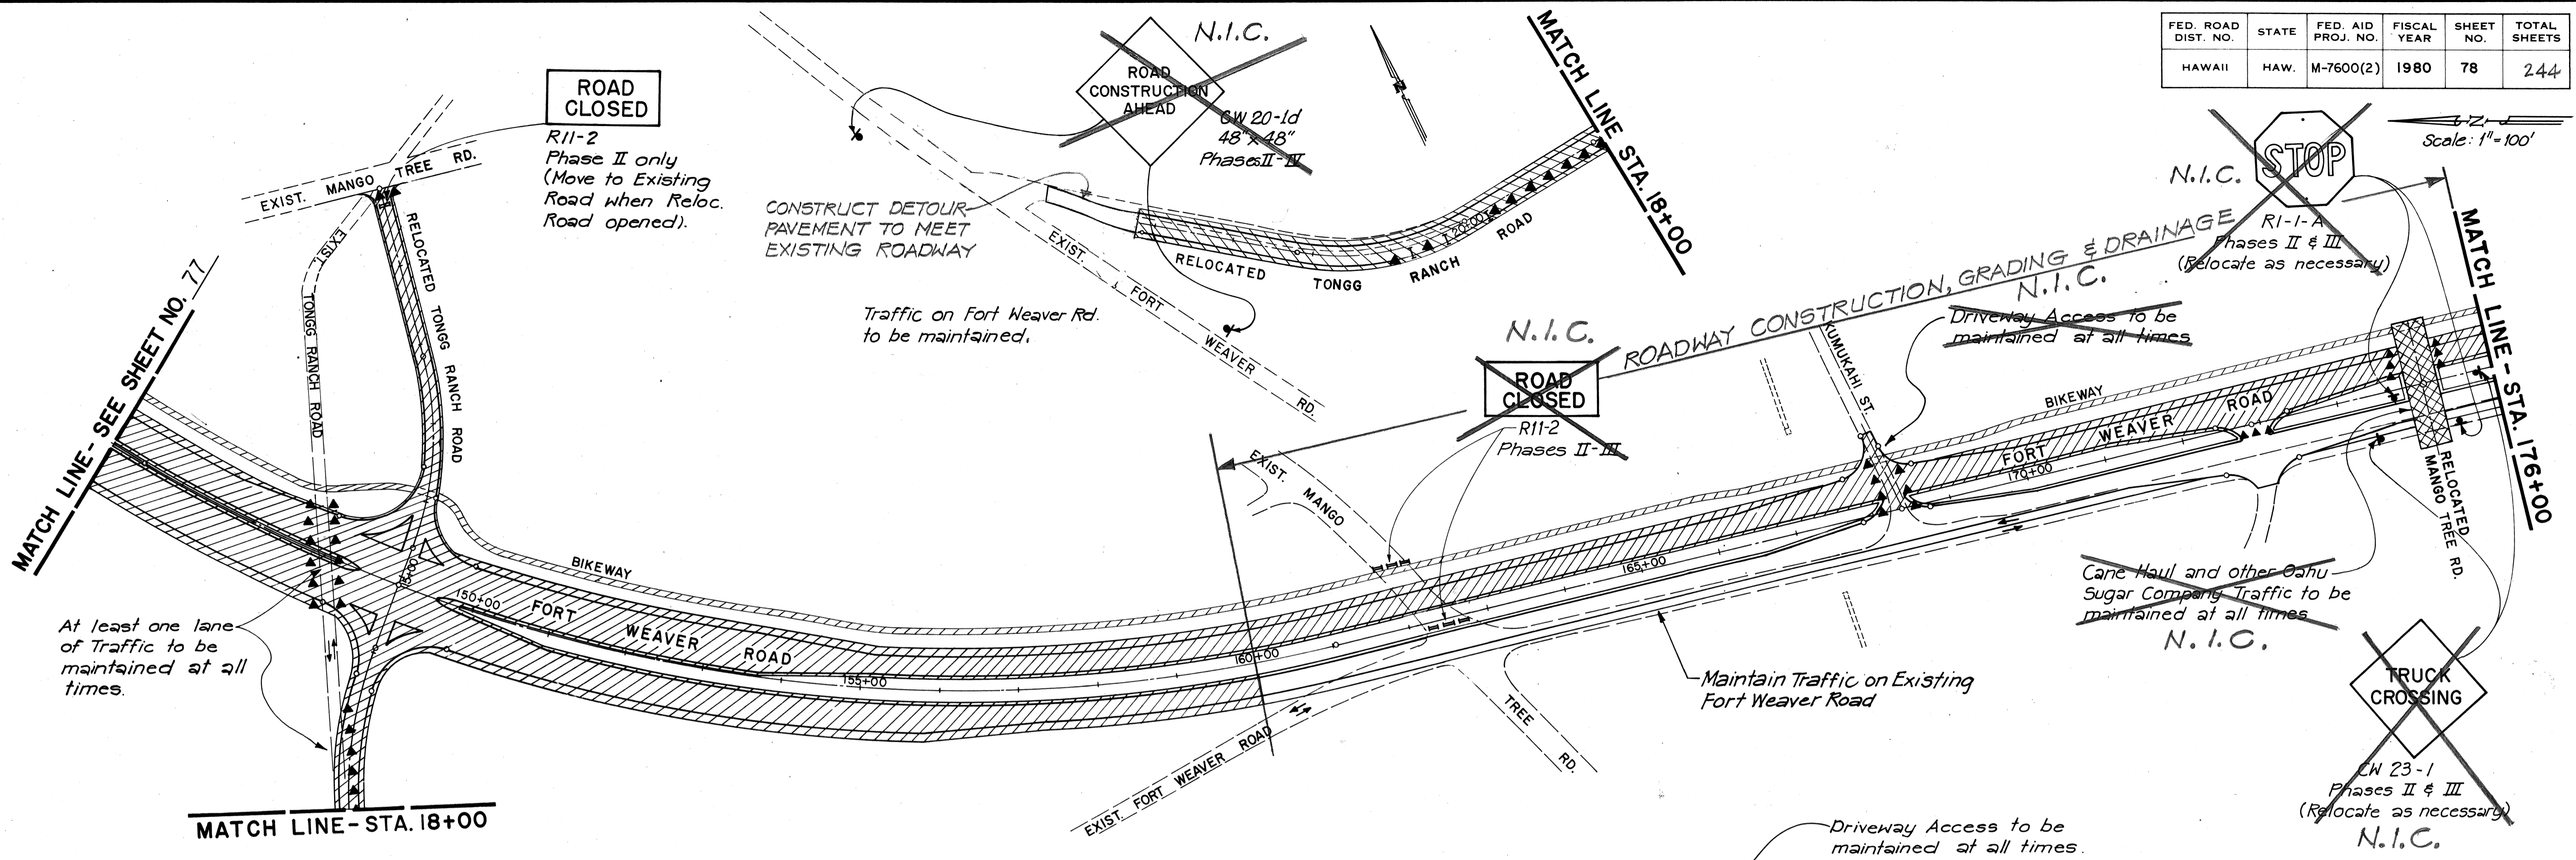 FED. ROAD DIST. NO. STATE FED. AID PROJ. NO. FISCAL YEAR SHEET NO. TOTAL SHEETS
HAWAII HAW. M-7600(2) 1980 78 244
Scale: 1"=100'
ROAD
CLOSED
R11-2
Phase II only
(Move to Existing
Road when Reloc.
Road opened).
EXIST. MANGO TREE RD.
EXIST.
TONGG RANCH ROAD
RELOCATED TONGG RANCH ROAD
MATCH LINE-SEE SHEET NO. 77
N.I.C.
ROAD
CONSTRUCTION
AHEAD
CW 20-1d
48" x 48"
Phases II-IV
CONSTRUCT DETOUR
PAVEMENT TO MEET
EXISTING ROADWAY
EXIST. FORT WEAVER RD.
RELOCATED TONGG RANCH ROAD
20+00
MATCH LINE STA. 18+00
Traffic on Fort Weaver Rd.
to be maintained.
N.I.C.
STOP
R1-1-A
Phases II & III
(Relocate as necessary)
ROADWAY CONSTRUCTION, GRADING & DRAINAGE
N.I.C.
Driveway Access to be
maintained at all times
N.I.C.
ROAD
CLOSED
R11-2
Phases II-III
KUMUKAHI ST.
EXIST. MANGO
TREE RD.
BIKEWAY
FORT WEAVER ROAD
170+00
165+00
160+00
MATCH LINE-STA. 176+00
RELOCATED
MANGO TREE RD.
Cane Haul and other Oahu
Sugar Company Traffic to be
maintained at all times
N.I.C.
TRUCK
CROSSING
CW 23-1
Phases II & III
(Relocate as necessary)
N.I.C.
Maintain Traffic on Existing
Fort Weaver Road
BIKEWAY
FORT WEAVER ROAD
150+00
155+00
15+00
At least one lane
of Traffic to be
maintained at all
times.
EXIST. FORT WEAVER ROAD
MATCH LINE-STA. 18+00
Driveway Access to be
maintained at all times.